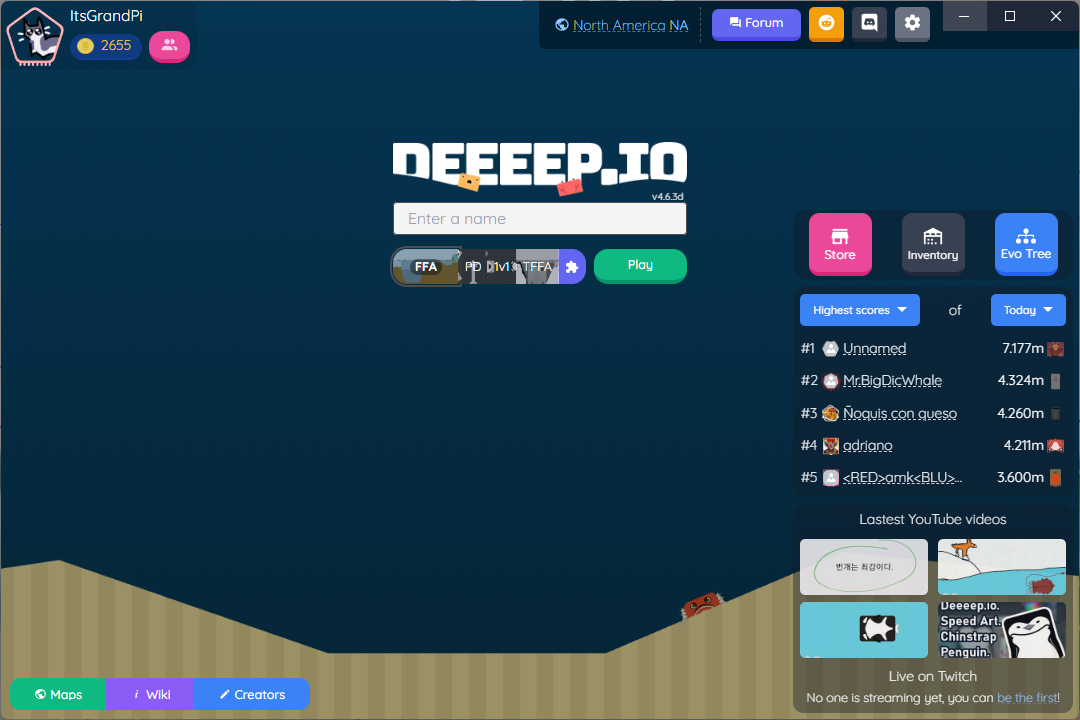 ItsGrandPi
2655
North America NA
Forum
DEEEEP.IO
v4.6.3d
Enter a name
FFA
PD
1v1
TFFA
Play
Store
Inventory
Evo Tree
Highest scores
of
Today
#1 Unnamed 7.177m
#2 Mr.BigDicWhale 4.324m
#3 Ñoquis con queso 4.260m
#4 adriano 4.211m
#5 <RED>amk<BLU>... 3.600m
Lastest YouTube videos
번개는 최강이다.
Deeeep.io.
Speed Art.
Chinstrap
Penguin.
Live on Twitch
No one is streaming yet, you can be the first!
Maps
Wiki
Creators